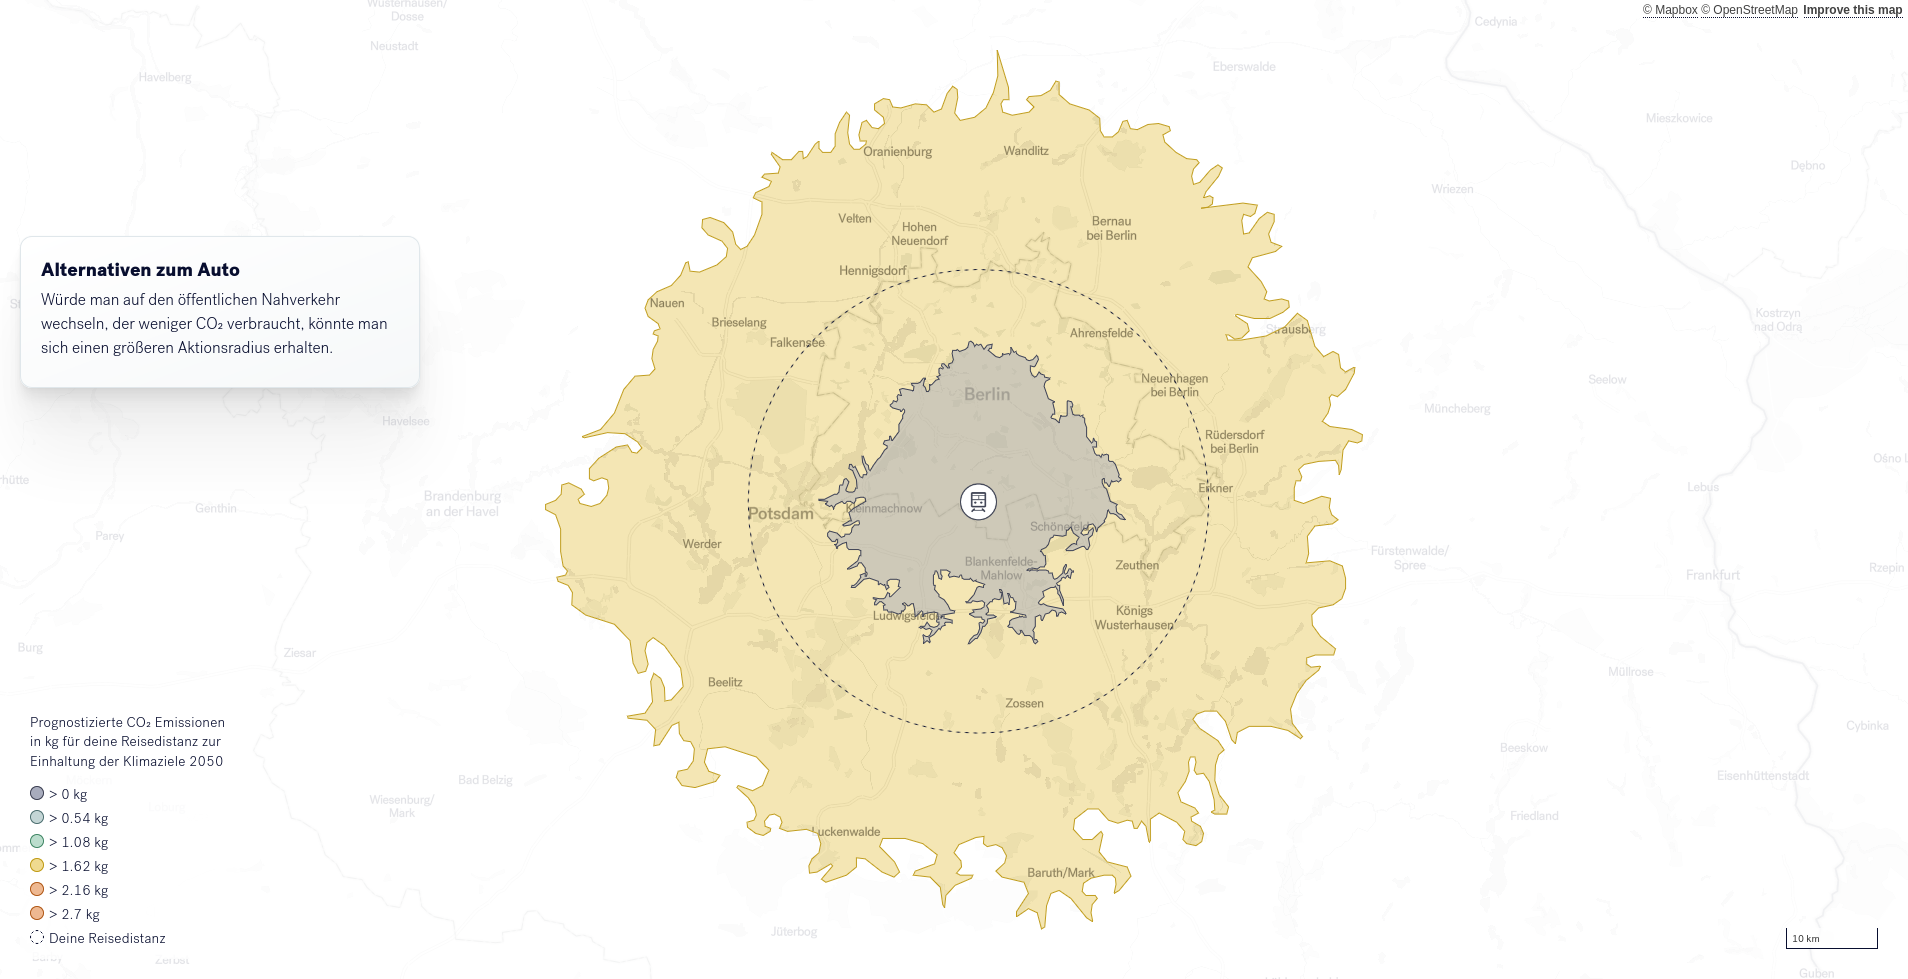 © Mapbox © OpenStreetMap Improve this map
Wusterhausen/
Dosse
Cedynia
Neustadt
Eberswalde
Havelberg
Mieszkowice
Oranienburg
Wandlitz
Dębno
Wriezen
Velten
Hohen
Neuendorf
Bernau
bei Berlin
Hennigsdorf
Alternativen zum Auto
Würde man auf den öffentlichen Nahverkehr
wechseln, der weniger CO₂ verbraucht, könnte man
sich einen größeren Aktionsradius erhalten.
Nauen
Brieselang
Falkensee
Ahrensfelde
Strausberg
Kostrzyn
nad Odrą
Neuenhagen
bei Berlin
Seelow
Berlin
Müncheberg
Havelsee
Rüdersdorf
bei Berlin
Ośno L
rhütte
Erkner
Lebus
Brandenburg
an der Havel
Genthin
Potsdam
Kleinmachnow
Schönefeld
Parey
Werder
Blankenfelde-
Mahlow
Zeuthen
Fürstenwalde/
Spree
Frankfurt
Rzepin
Ludwigsfelde
Königs
Wusterhausen
Burg
Ziesar
Müllrose
Beelitz
Zossen
Cybinka
Beeskow
Prognostizierte CO₂ Emissionen
in kg für deine Reisedistanz zur
Einhaltung der Klimaziele 2050
Bad Belzig
Eisenhüttenstadt
> 0 kg
> 0.54 kg
> 1.08 kg
> 1.62 kg
> 2.16 kg
> 2.7 kg
Deine Reisedistanz
Wiesenburg/
Mark
Luckenwalde
Friedland
Baruth/Mark
Jüterbog
10 km
Zerbst
Guben